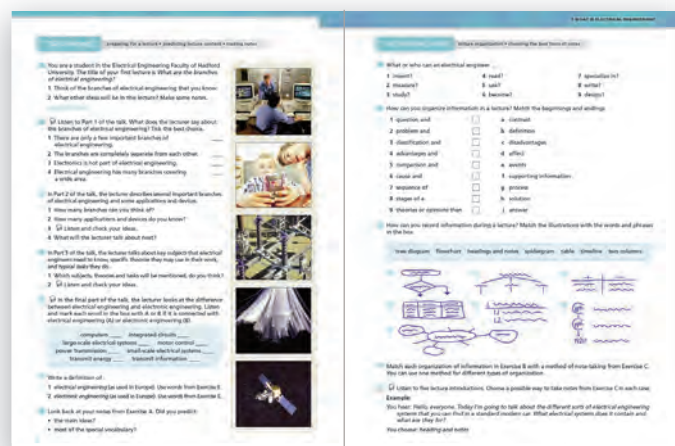 preparing for a lecture • predicting lecture content • making notes
You are a student in the Electrical Engineering Faculty of Hadford
University. The title of your first lecture is What are the branches
of electrical engineering?
1 Think of the branches of electrical engineering that you know.
2 What other ideas will be in the lecture? Make some notes.
Listen to Part 1 of the talk. What does the lecturer say about
the branches of electrical engineering? Tick the best choice.
1 There are only a few important branches of
electrical engineering.
2 The branches are completely separate from each other.
3 Electronics is not part of electrical engineering.
4 Electrical engineering has many branches covering
a wide area.
In Part 2 of the talk, the lecturer describes several important branches
of electrical engineering and some applications and devices.
1 How many branches can you think of?
2 How many applications and devices do you know?
3 Listen and check your ideas.
4 What will the lecturer talk about next?
In Part 3 of the talk, the lecturer talks about key subjects that electrical
engineers need to know, specific theories they may use in their work,
and typical tasks they do.
1 Which subjects, theories and tasks will be mentioned, do you think?
2 Listen and check your ideas.
In the final part of the talk, the lecturer looks at the difference
between electrical engineering and electronic engineering. Listen
and mark each word in the box with A or B if it is connected with
electrical engineering (A) or electronic engineering (B).
computers integrated circuits
large-scale electrical systems motor control
power transmission small-scale electrical systems
transmit energy transmit information
Write a definition of
1 electrical engineering (as used in Europe). Use words from Exercise E.
2 electronic engineering (as used in Europe). Use words from Exercise E.
Look back at your notes from Exercise A. Did you predict:
• the main ideas?
• most of the special vocabulary?
lecture organization • choosing the best form of notes
What can an electrical engineer
1 invent? 4 read? 7 specialize in?
2 measure? 5 use? 8 write?
3 study? 6 become? 9 design?
How can you organize information in a lecture? Match the beginnings and endings.
1 question and a contrast
2 problem and b definition
3 classification and c disadvantages
4 advantages and d effect
5 comparison and e events
6 cause and f supporting information
7 sequence of g process
8 stages of a h solution
9 theories or opinions then i answer
How can you record information during a lecture? Match the illustrations with the words and phrases
in the box.
tree diagram flowchart headings and notes spidergram table timeline two columns
Match each organization of information in Exercise B with a method of note-taking from Exercise C.
You can use one method for different types of organization.
Listen to five lecture introductions. Choose a possible way to take notes from Exercise C in each case.
Example:
You hear: Hello, everyone. Today I'm going to talk about the different sorts of electrical engineering
systems that you can find in a standard modern car. What electrical system does it contain and
what are they for?
You choose: heading and notes